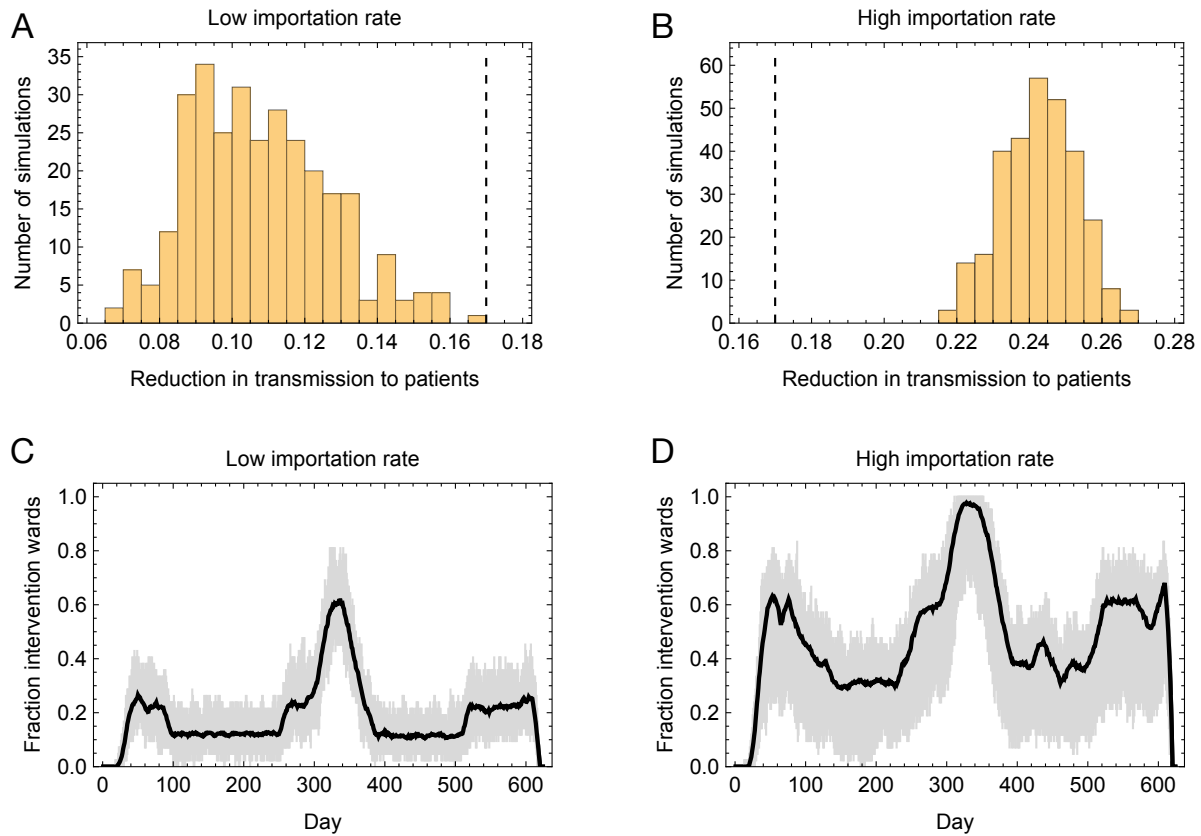 A
Low importation rate
Number of simulations
35
30
25
20
15
10
5
0
0.06 0.08 0.10 0.12 0.14 0.16 0.18
Reduction in transmission to patients
B
High importation rate
Number of simulations
60
50
40
30
20
10
0
0.16 0.18 0.20 0.22 0.24 0.26 0.28
Reduction in transmission to patients
C
Low importation rate
Fraction intervention wards
1.0
0.8
0.6
0.4
0.2
0.0
0 100 200 300 400 500 600
Day
D
High importation rate
Fraction intervention wards
1.0
0.8
0.6
0.4
0.2
0.0
0 100 200 300 400 500 600
Day